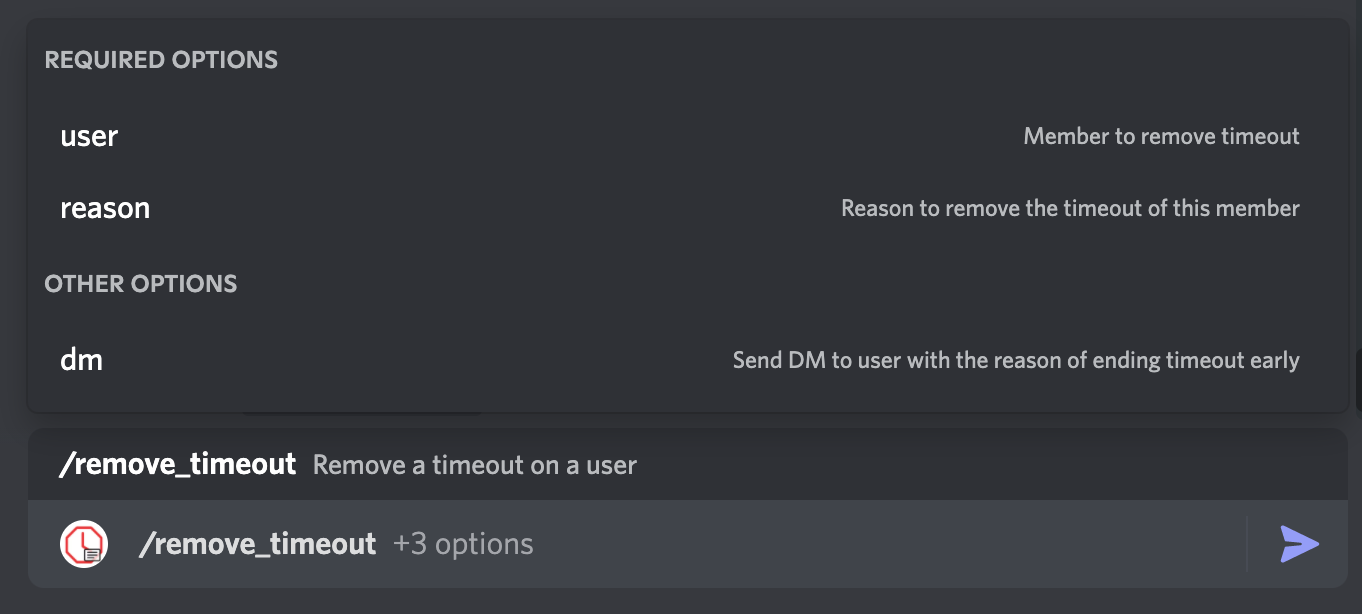 REQUIRED OPTIONS
user Member to remove timeout
reason Reason to remove the timeout of this member
OTHER OPTIONS
dm Send DM to user with the reason of ending timeout early
/remove_timeout Remove a timeout on a user
/remove_timeout +3 options